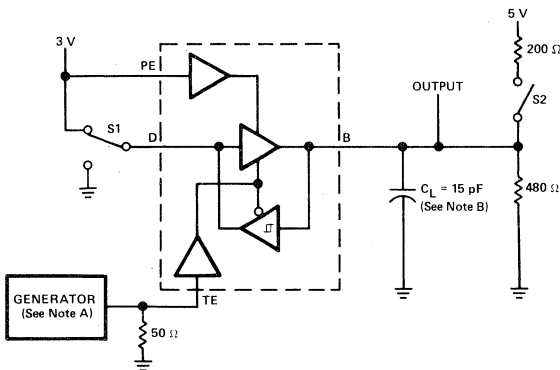 3 V
5 V
PE
200 Ω
OUTPUT
S2
S1
D
B
C_L = 15 pF
(See Note B)
480 Ω
GENERATOR
(See Note A)
TE
50 Ω